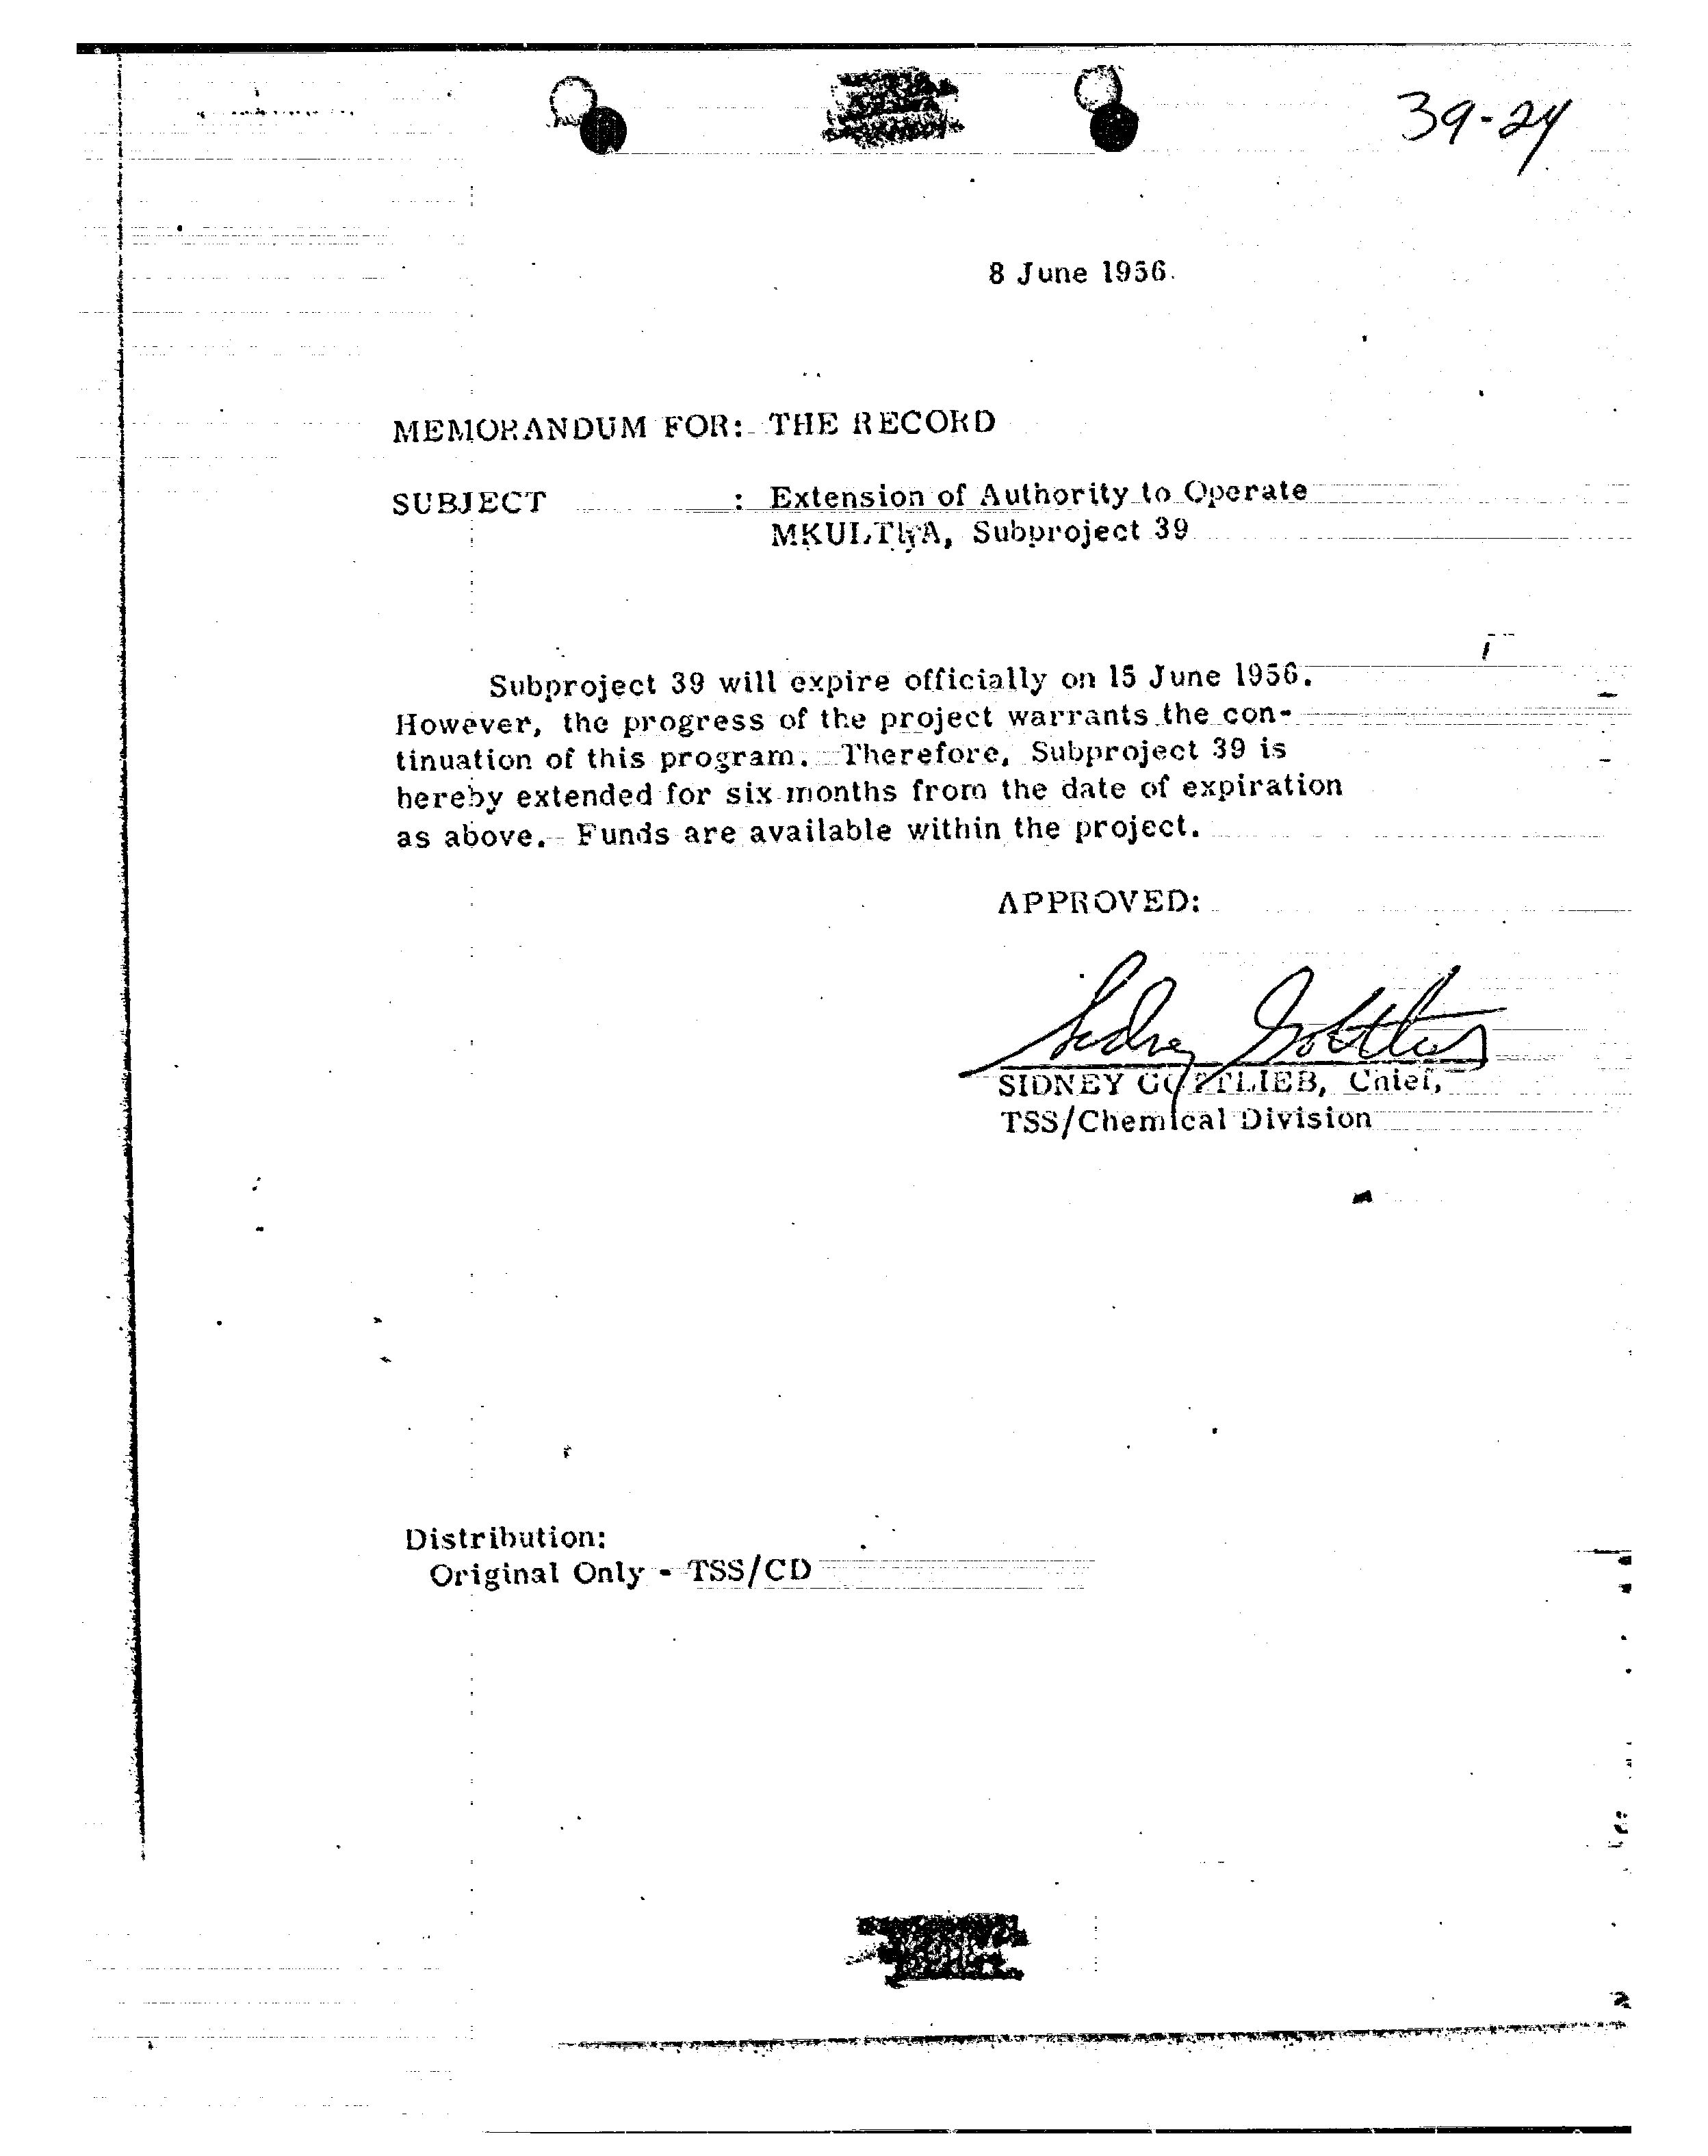 39-24
8 June 1956.
MEMORANDUM FOR: THE RECORD
SUBJECT : Extension of Authority to Operate
MKULTRA, Subproject 39
Subproject 39 will expire officially on 15 June 1956.
However, the progress of the project warrants the con-
tinuation of this program. Therefore, Subproject 39 is
hereby extended for six months from the date of expiration
as above. Funds are available within the project.
APPROVED:
Sidney Gottlieb
SIDNEY GOTTLIEB, Chief,
TSS/Chemical Division
Distribution:
Original Only - TSS/CD